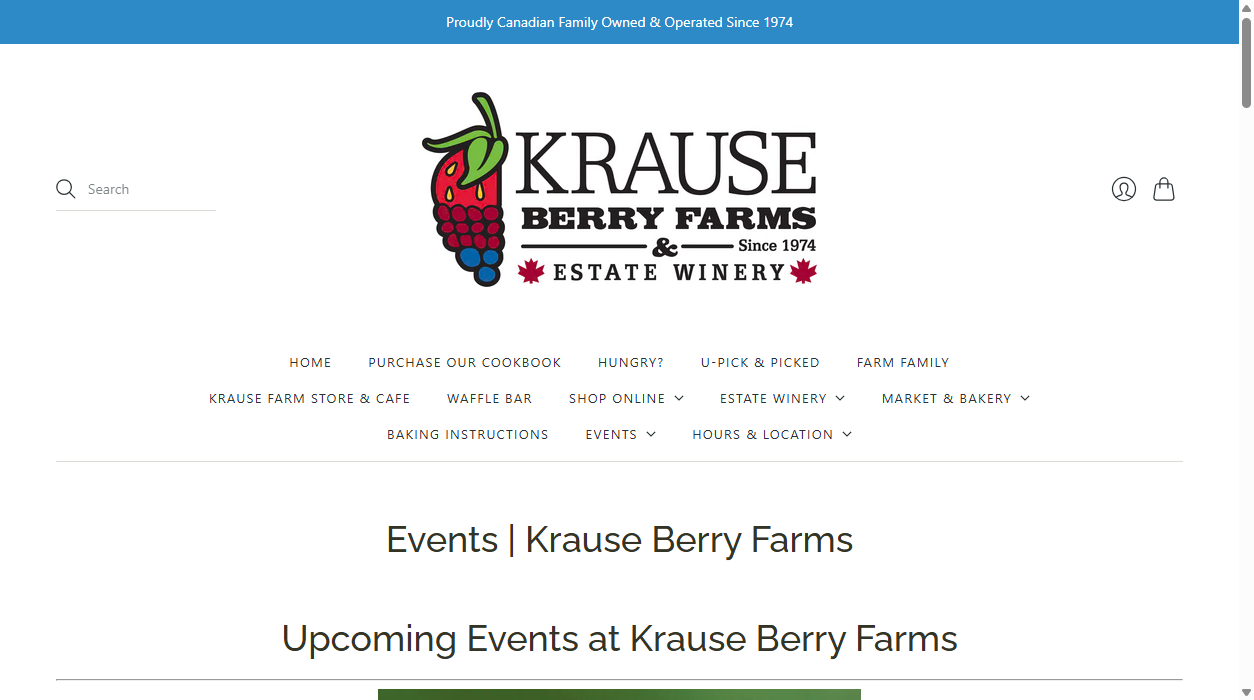 Proudly Canadian Family Owned & Operated Since 1974
Search
KRAUSE
BERRY FARMS
& Since 1974
ESTATE WINERY
HOME PURCHASE OUR COOKBOOK HUNGRY? U-PICK & PICKED FARM FAMILY
KRAUSE FARM STORE & CAFE WAFFLE BAR SHOP ONLINE ESTATE WINERY MARKET & BAKERY
BAKING INSTRUCTIONS EVENTS HOURS & LOCATION
Events | Krause Berry Farms
Upcoming Events at Krause Berry Farms